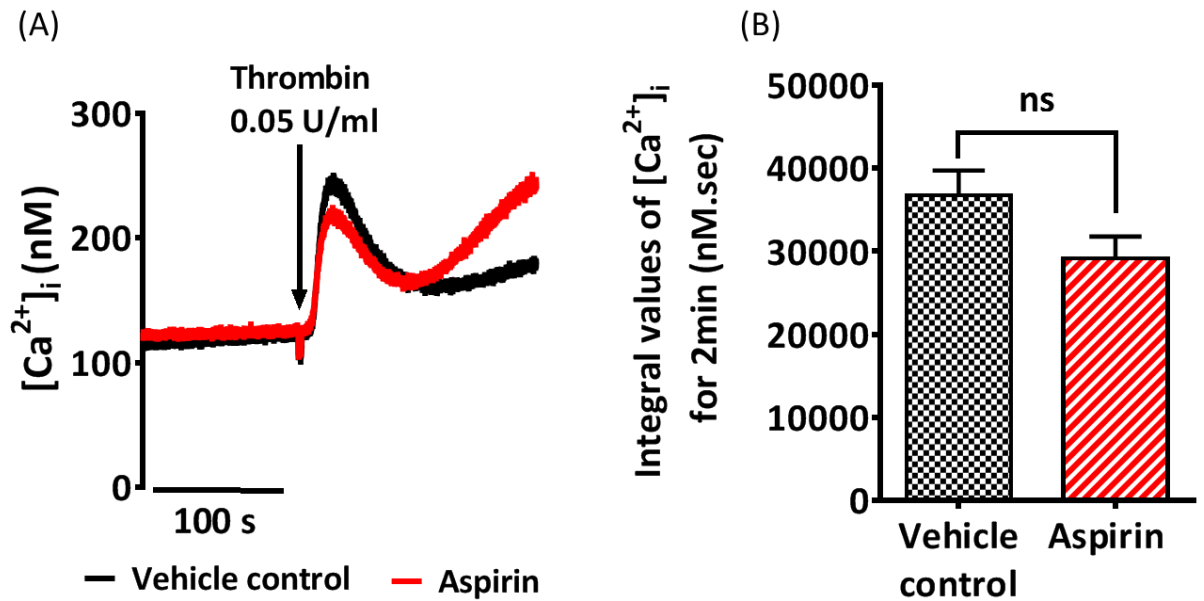 (A)
Thrombin
0.05 U/ml
[Ca²⁺]ᵢ (nM)
300
200
100
0
100 s
Vehicle control
Aspirin
(B)
Integral values of [Ca²⁺]ᵢ
for 2min (nM.sec)
50000
40000
30000
20000
10000
0
ns
Vehicle
control
Aspirin